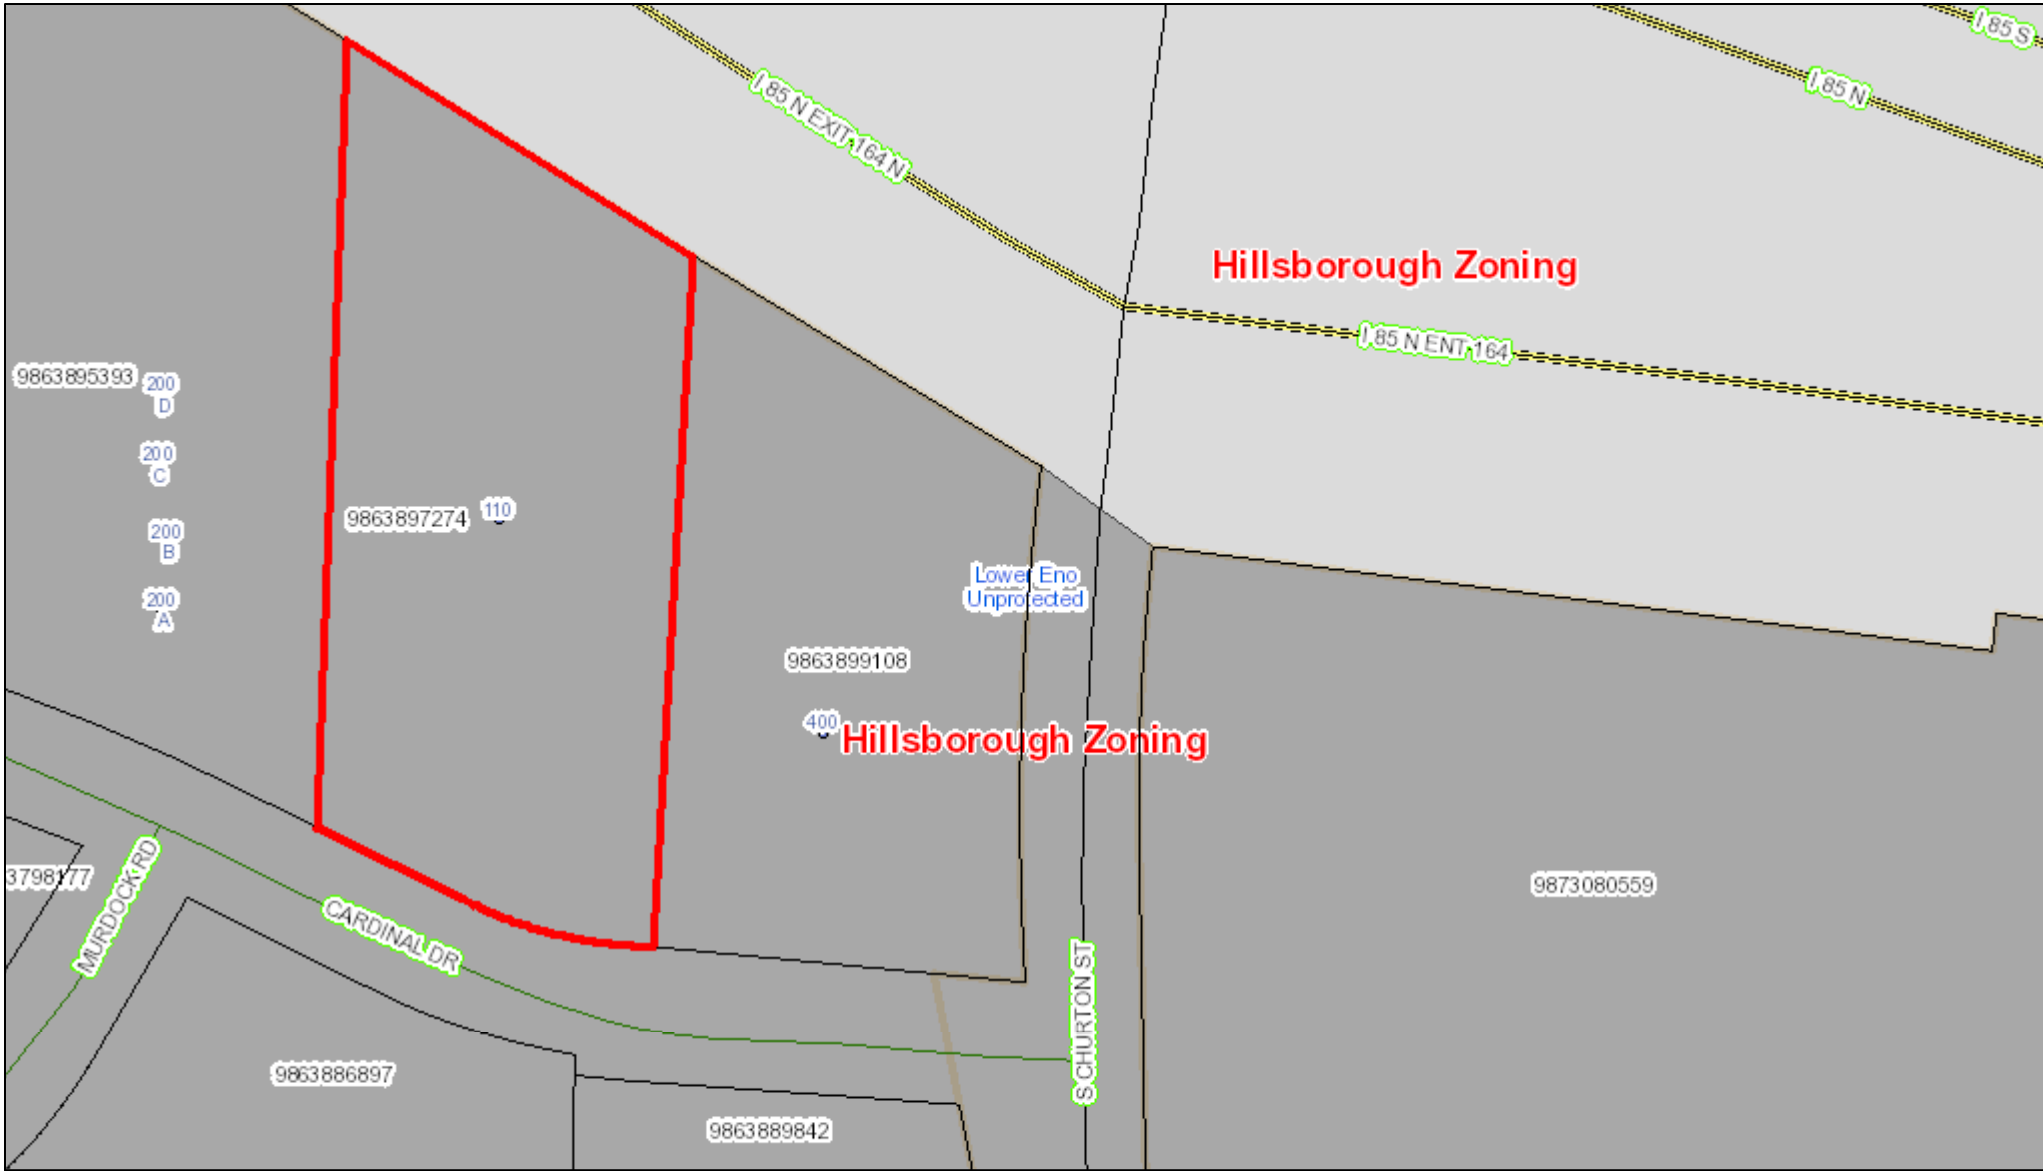 I 85 S
I 85 N
I 85 N EXIT 164 N
Hillsborough Zoning
I 85 N ENT 164
9863895393
200
D
200
C
9863897274
110
200
B
Lower Eno
Unprotected
200
A
9863899108
400
Hillsborough Zoning
3798177
MURDOCK RD
9873080559
CARDINAL DR
S CHURTON ST
9863886897
9863889842